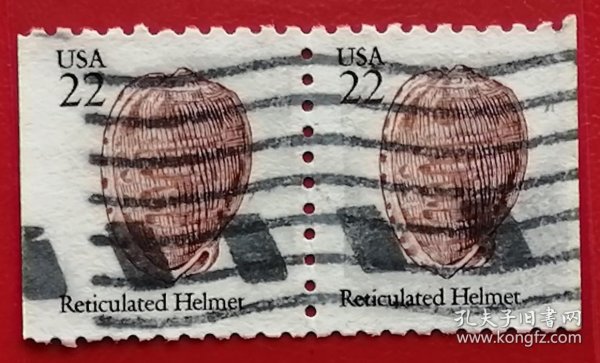 USA
22
Reticulated Helmet
USA
22
Reticulated Helmet
孔夫子旧书网
www.kongfz.com